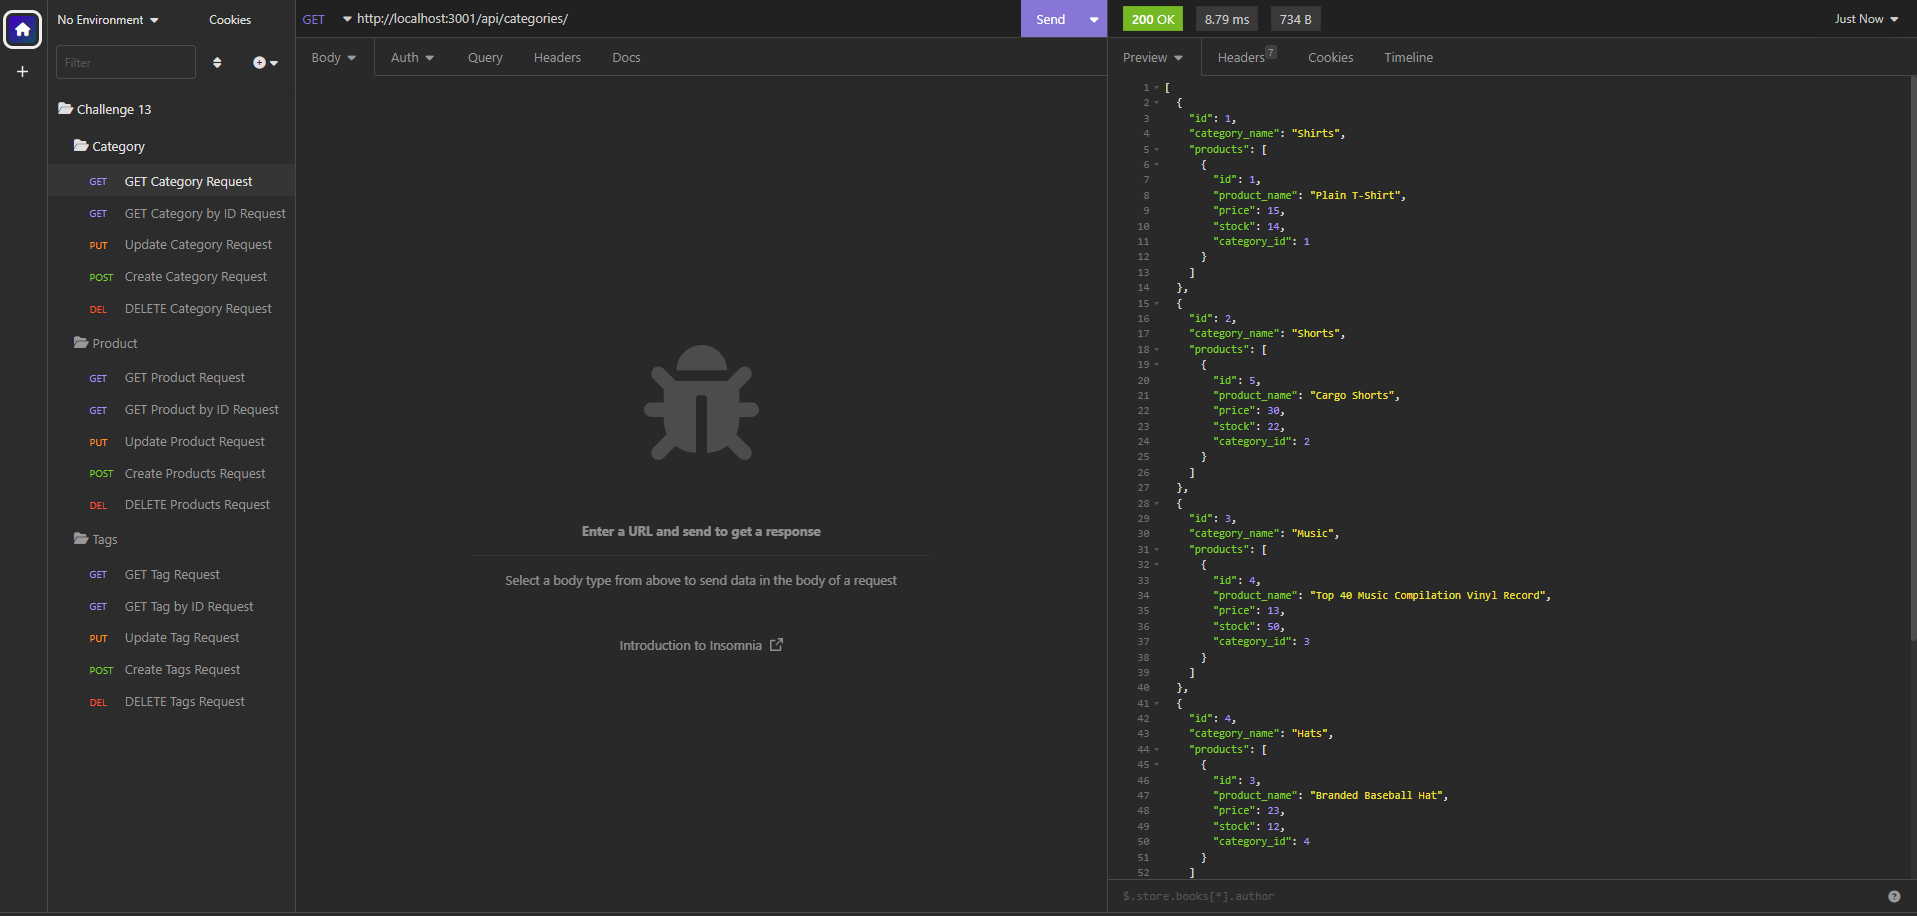 No Environment
Cookies
Filter
Challenge 13
Category
GET GET Category Request
GET GET Category by ID Request
PUT Update Category Request
POST Create Category Request
DEL DELETE Category Request
Product
GET GET Product Request
GET GET Product by ID Request
PUT Update Product Request
POST Create Products Request
DEL DELETE Products Request
Tags
GET GET Tag Request
GET GET Tag by ID Request
PUT Update Tag Request
POST Create Tags Request
DEL DELETE Tags Request
GET http://localhost:3001/api/categories/ Send
Body Auth Query Headers Docs
Enter a URL and send to get a response
Select a body type from above to send data in the body of a request
Introduction to Insomnia
200 OK 8.79 ms 734 B Just Now
Preview Headers 7 Cookies Timeline
1 [
2 {
3 "id": 1,
4 "category_name": "Shirts",
5 "products": [
6 {
7 "id": 1,
8 "product_name": "Plain T-Shirt",
9 "price": 15,
10 "stock": 14,
11 "category_id": 1
12 }
13 ]
14 },
15 {
16 "id": 2,
17 "category_name": "Shorts",
18 "products": [
19 {
20 "id": 5,
21 "product_name": "Cargo Shorts",
22 "price": 30,
23 "stock": 22,
24 "category_id": 2
25 }
26 ]
27 },
28 {
29 "id": 3,
30 "category_name": "Music",
31 "products": [
32 {
33 "id": 4,
34 "product_name": "Top 40 Music Compilation Vinyl Record",
35 "price": 13,
36 "stock": 50,
37 "category_id": 3
38 }
39 ]
40 },
41 {
42 "id": 4,
43 "category_name": "Hats",
44 "products": [
45 {
46 "id": 3,
47 "product_name": "Branded Baseball Hat",
48 "price": 23,
49 "stock": 12,
50 "category_id": 4
51 }
52 ]
$.store.books[*].author